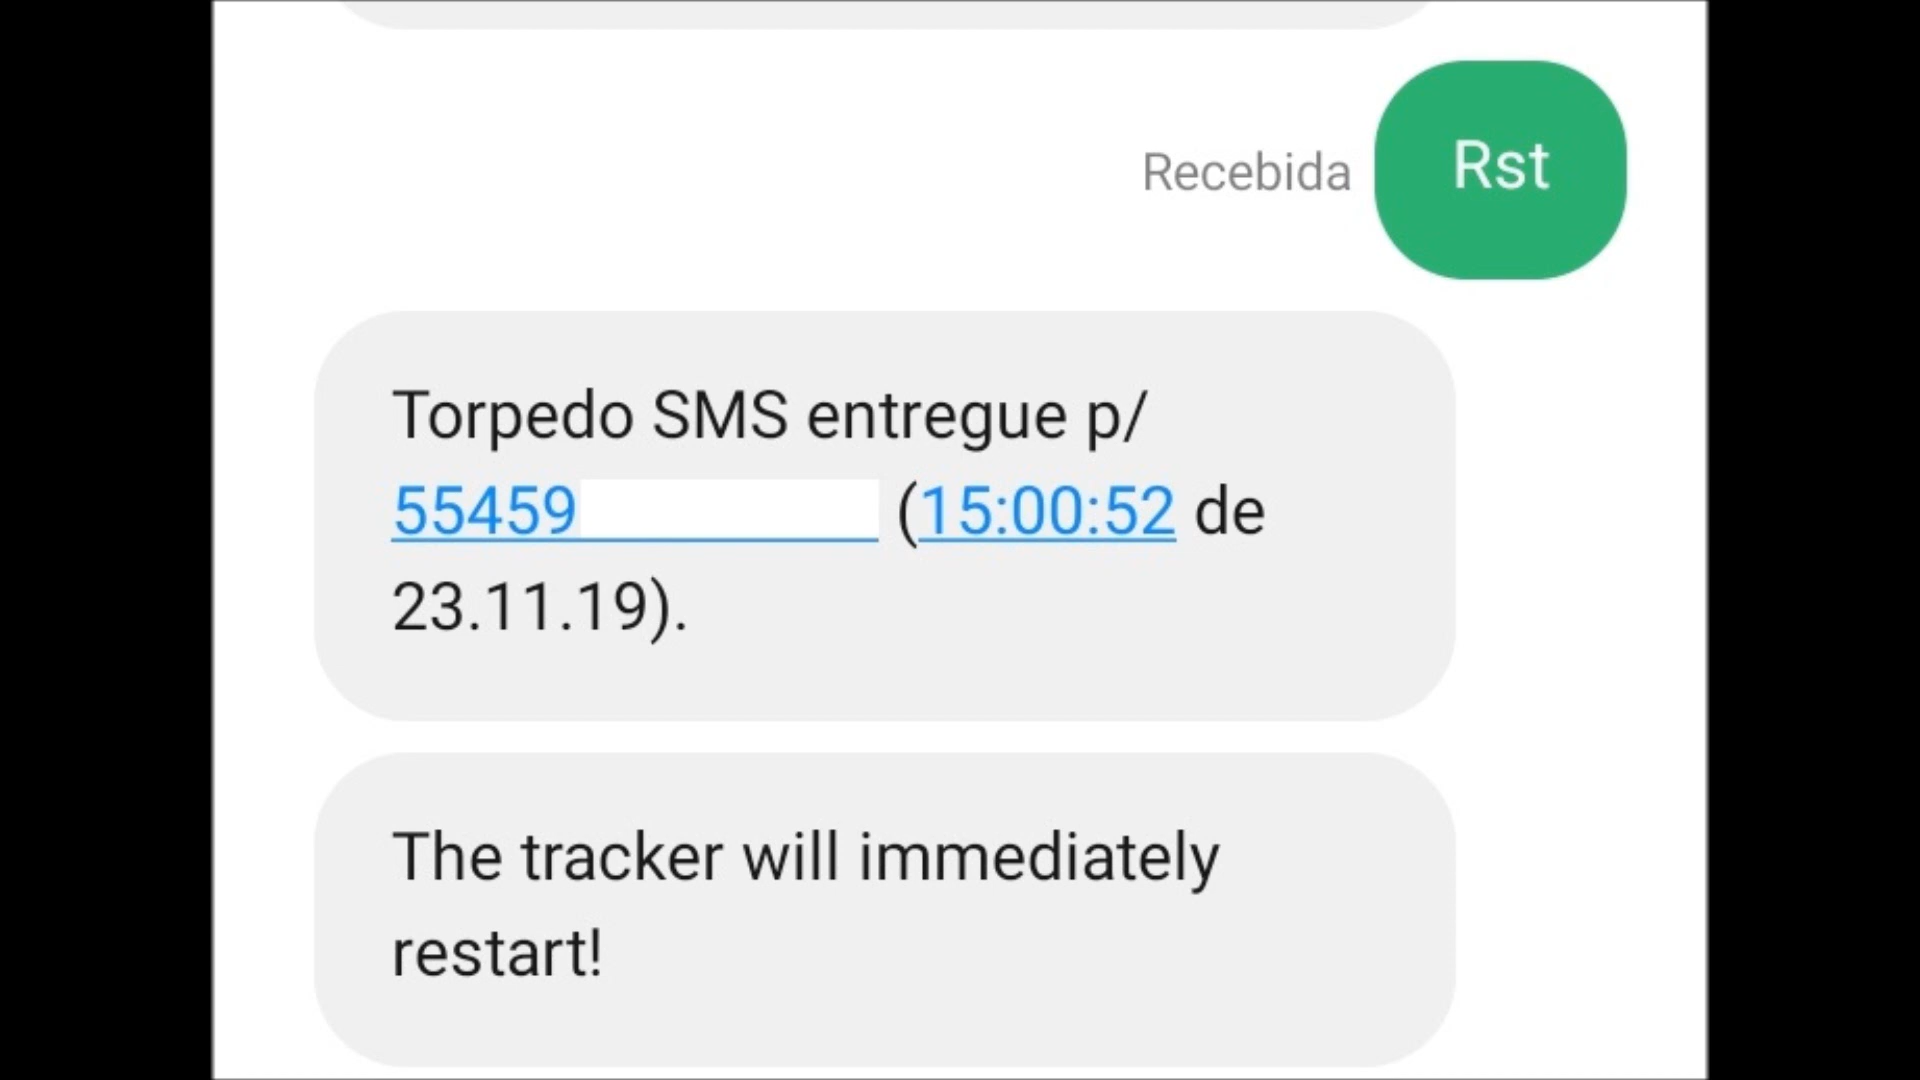 Recebida Rst
Torpedo SMS entregue p/
55459 (15:00:52 de
23.11.19).
The tracker will immediately
restart!